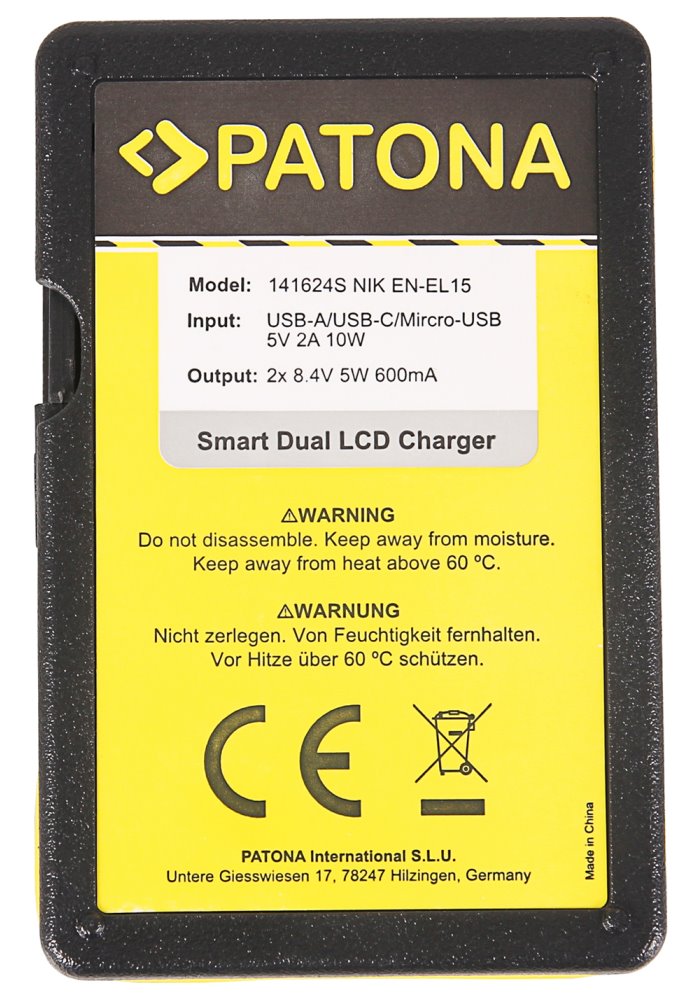 PATONA
Model: 141624S NIK EN-EL15
Input: USB-A/USB-C/Mircro-USB
5V 2A 10W
Output: 2x 8.4V 5W 600mA
Smart Dual LCD Charger
⚠WARNING
Do not disassemble. Keep away from moisture.
Keep away from heat above 60 ºC.
⚠WARNUNG
Nicht zerlegen. Von Feuchtigkeit fernhalten.
Vor Hitze über 60 ºC schützen.
CE
PATONA International S.L.U.
Untere Giesswiesen 17, 78247 Hilzingen, Germany
Made in China